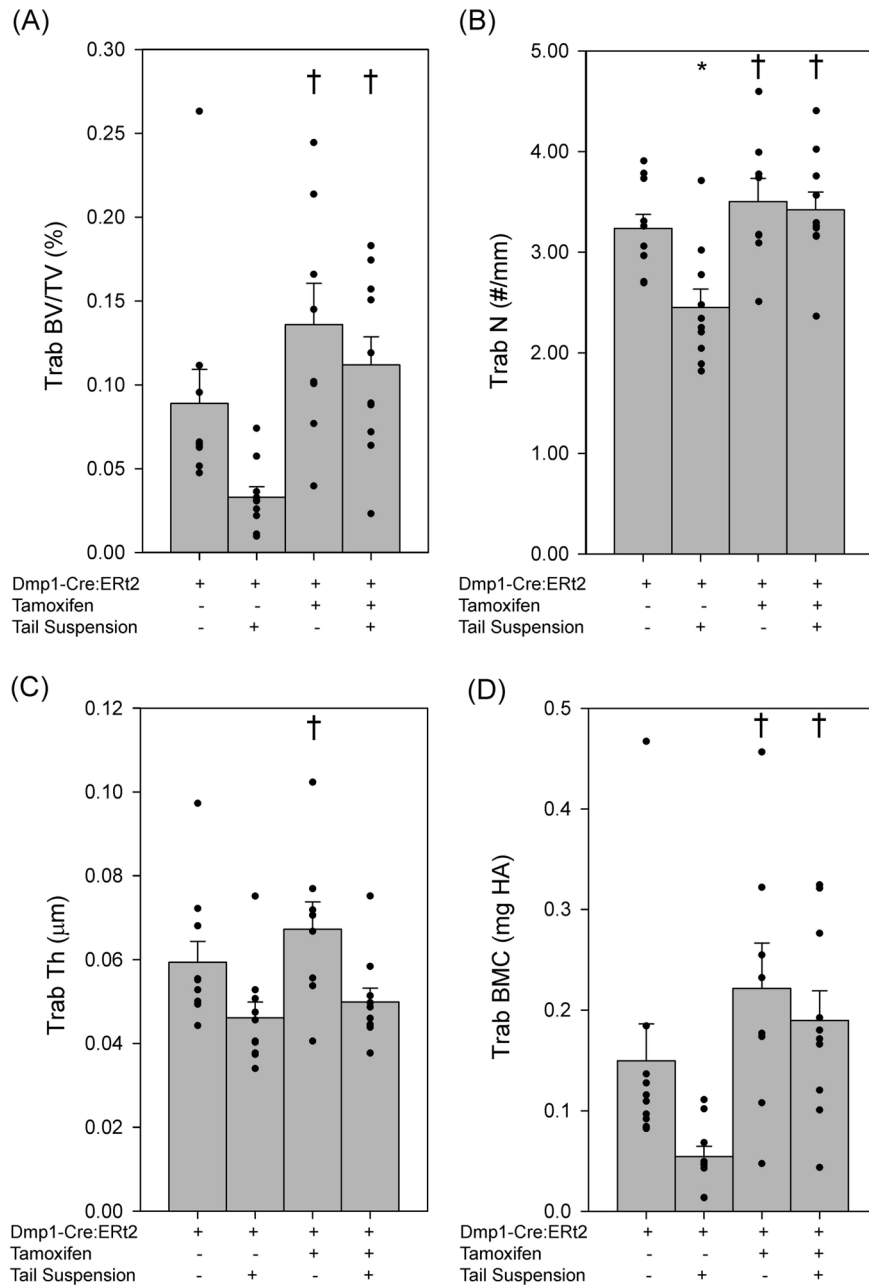 (A)
0.30
†
†
0.25
0.20
0.15
0.10
0.05
0.00
Trab BV/TV (%)
Dmp1-Cre:ERt2 + + + +
Tamoxifen - - + +
Tail Suspension - + - +
(B)
5.00
*
†
†
4.00
3.00
2.00
1.00
0.00
Trab N (#/mm)
Dmp1-Cre:ERt2 + + + +
Tamoxifen - - + +
Tail Suspension - + - +
(C)
0.12
†
0.10
0.08
0.06
0.04
0.02
0.00
Trab Th (μm)
Dmp1-Cre:ERt2 + + + +
Tamoxifen - - + +
Tail Suspension - + - +
(D)
0.5
†
†
0.4
0.3
0.2
0.1
0.0
Trab BMC (mg HA)
Dmp1-Cre:ERt2 + + + +
Tamoxifen - - + +
Tail Suspension - + - +